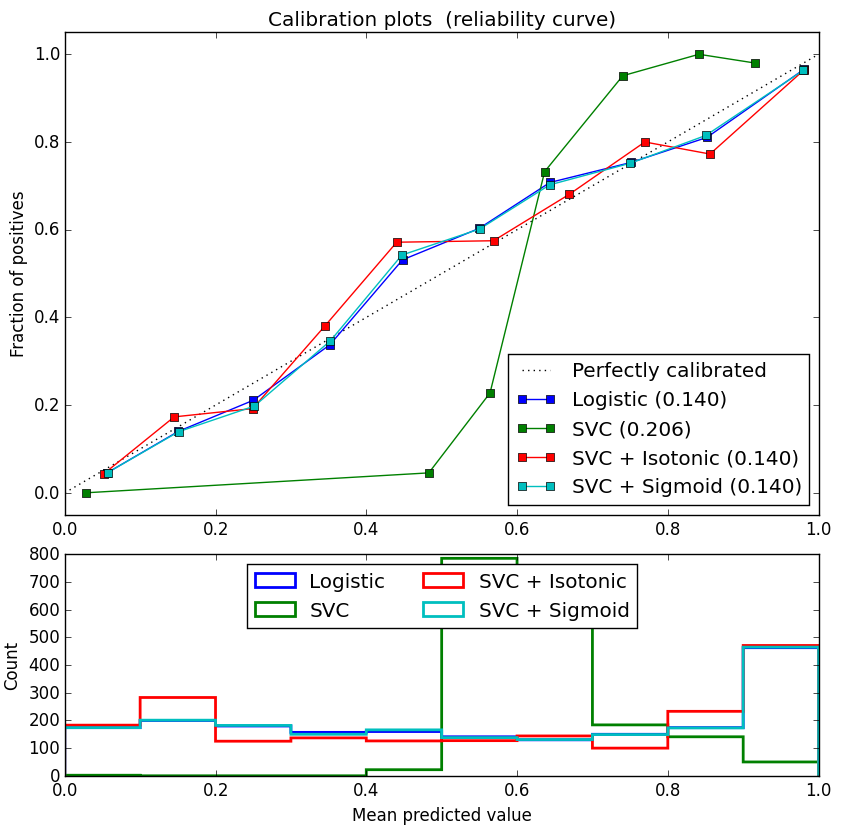 Calibration plots  (reliability curve)
1.0
0.8
0.6
0.4
0.2
0.0
Fraction of positives
Perfectly calibrated
Logistic (0.140)
SVC (0.206)
SVC + Isotonic (0.140)
SVC + Sigmoid (0.140)
0.0 0.2 0.4 0.6 0.8 1.0
800
700
600
500
400
300
200
100
0
Count
Logistic SVC + Isotonic
SVC SVC + Sigmoid
0.0 0.2 0.4 0.6 0.8 1.0
Mean predicted value